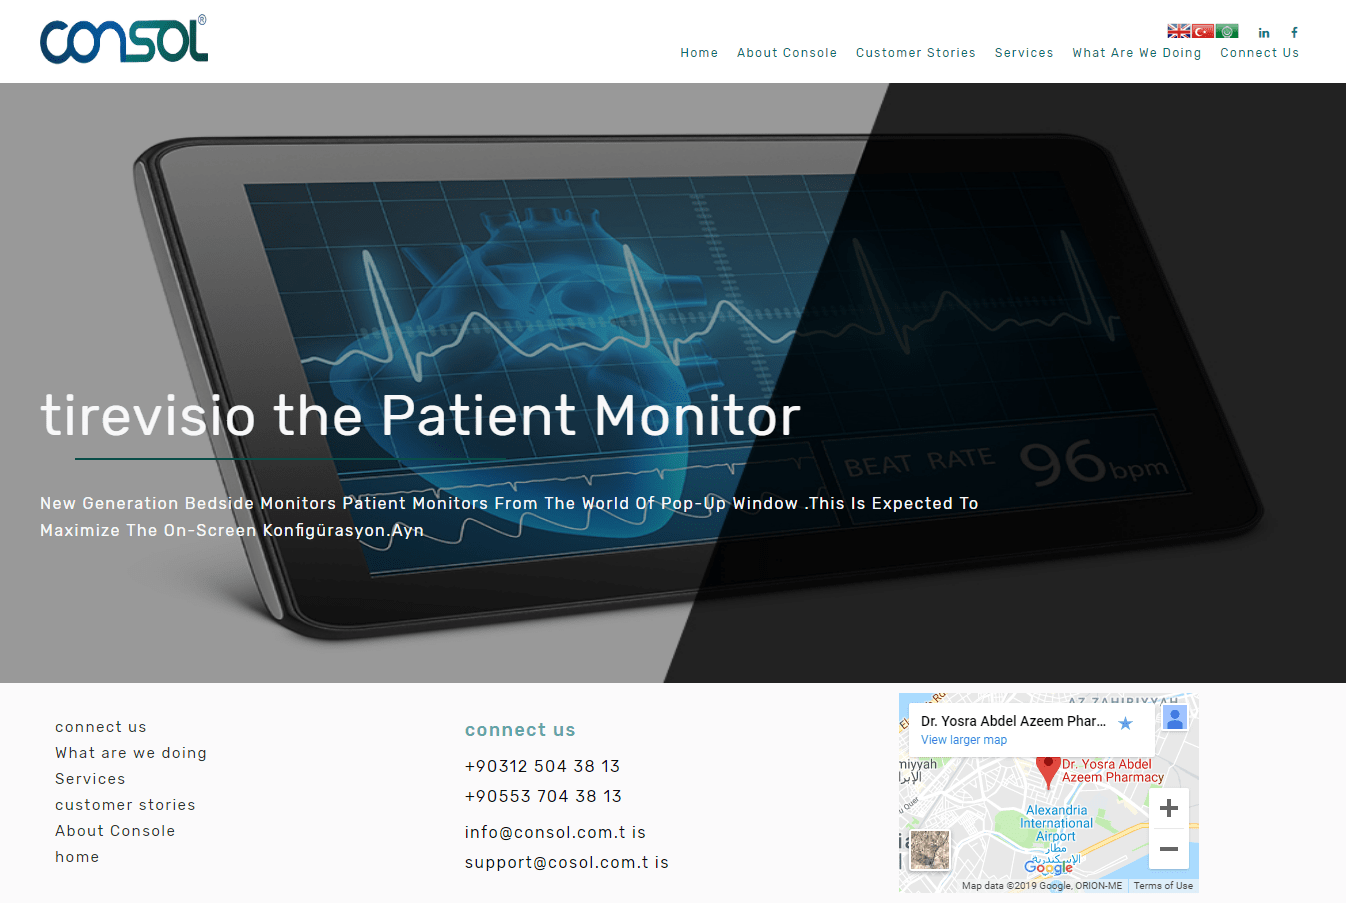 consol®
Home About Console Customer Stories Services What Are We Doing Connect Us
BEAT RATE 96 bpm
tirevisio the Patient Monitor
New Generation Bedside Monitors Patient Monitors From The World Of Pop-Up Window .This Is Expected To
Maximize The On-Screen Konfigürasyon.Ayn
connect us
What are we doing
Services
customer stories
About Console
home
connect us
+90312 504 38 13
+90553 704 38 13
info@consol.com.t is
support@cosol.com.t is
AZ ZAHIRIYYAH
Dr. Yosra Abdel Azeem Phar...
View larger map
miyyah
الإبرا
Dr. Yosra Abdel
Azeem Pharmacy
u Quer
Alexandria
International
Airport
مطار
الإسكندرية
Google
Map data ©2019 Google, ORION-ME Terms of Use